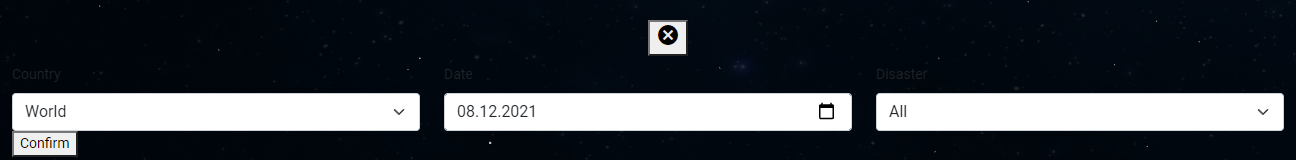 Country
Date
Disaster
World
08.12.2021
All
Confirm